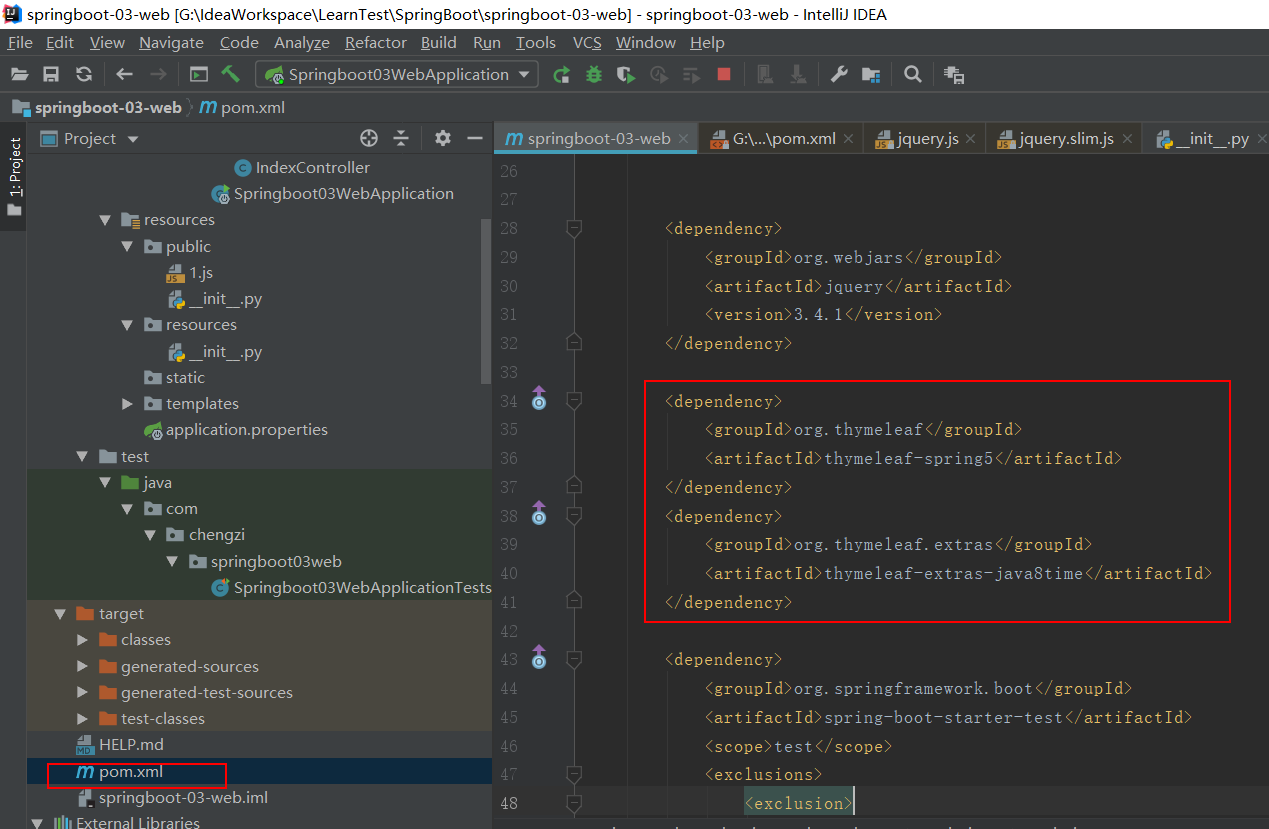 springboot-03-web [G:\IdeaWorkspace\LearnTest\SpringBoot\springboot-03-web] - springboot-03-web - IntelliJ IDEA
File Edit View Navigate Code Analyze Refactor Build Run Tools VCS Window Help
Springboot03WebApplication
springboot-03-web pom.xml
1: Project
Project
IndexController
Springboot03WebApplication
resources
public
1.js
__init__.py
resources
__init__.py
static
templates
application.properties
test
java
com
chengzi
springboot03web
Springboot03WebApplicationTests
target
classes
generated-sources
generated-test-sources
test-classes
HELP.md
pom.xml
springboot-03-web.iml
External Libraries
springboot-03-web G:\...\pom.xml jquery.js jquery.slim.js __init__.py
26
27
28 <dependency>
29 <groupId>org.webjars</groupId>
30 <artifactId>jquery</artifactId>
31 <version>3.4.1</version>
32 </dependency>
33
34 <dependency>
35 <groupId>org.thymeleaf</groupId>
36 <artifactId>thymeleaf-spring5</artifactId>
37 </dependency>
38 <dependency>
39 <groupId>org.thymeleaf.extras</groupId>
40 <artifactId>thymeleaf-extras-java8time</artifactId>
41 </dependency>
42
43 <dependency>
44 <groupId>org.springframework.boot</groupId>
45 <artifactId>spring-boot-starter-test</artifactId>
46 <scope>test</scope>
47 <exclusions>
48 <exclusion>